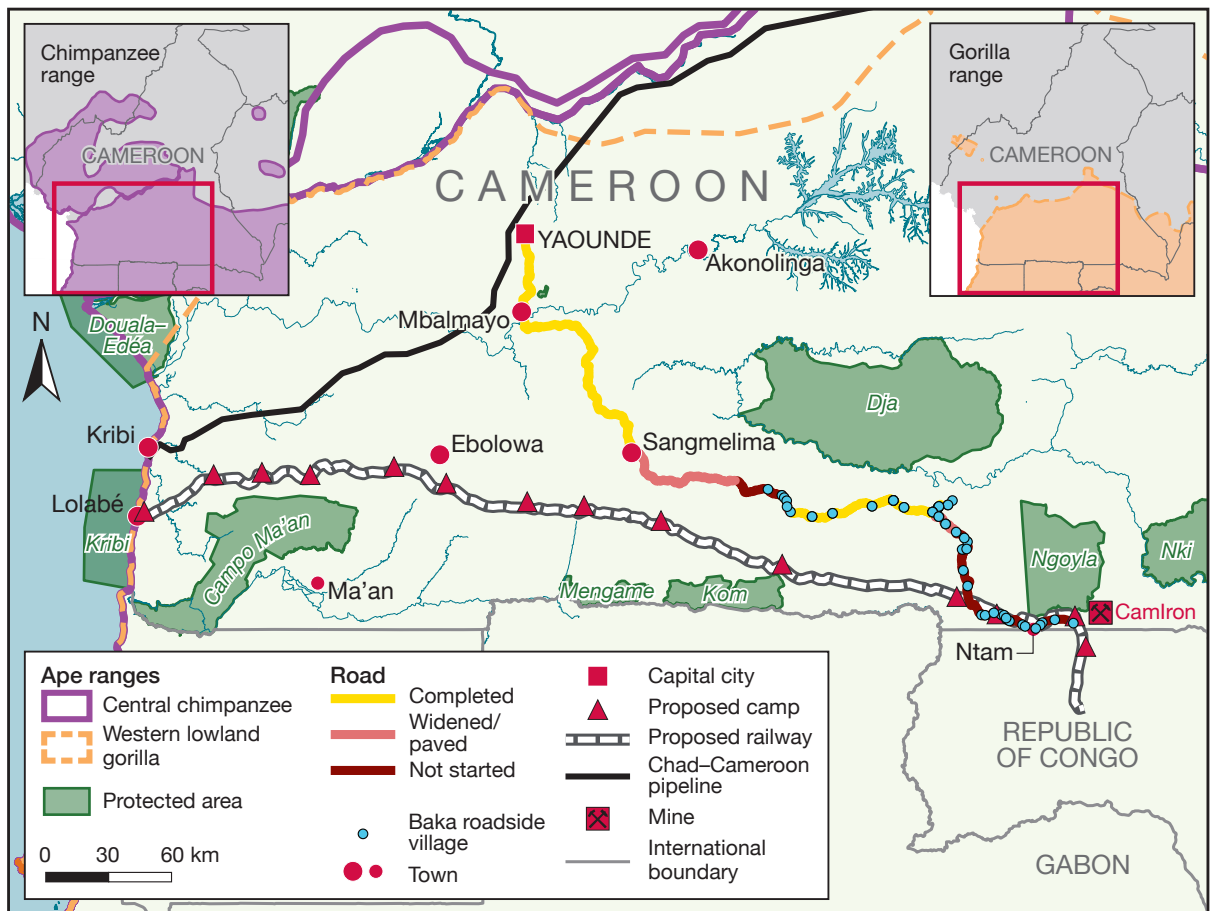 Chimpanzee
range
CAMEROON
Gorilla
range
CAMEROON
CAMEROON
YAOUNDE
Akonolinga
Mbalmayo
N
Douala–
Edéa
Dja
Kribi
Ebolowa
Sangmelima
Lolabé
Kribi
Campo Ma'an
Ma'an
Mengame
Kom
Ngoyla
Nki
CamIron
Ntam
REPUBLIC
OF CONGO
GABON
Ape ranges
Central chimpanzee
Western lowland
gorilla
Protected area
0 30 60 km
Road
Completed
Widened/
paved
Not started
Baka roadside
village
Town
Capital city
Proposed camp
Proposed railway
Chad–Cameroon
pipeline
Mine
International
boundary